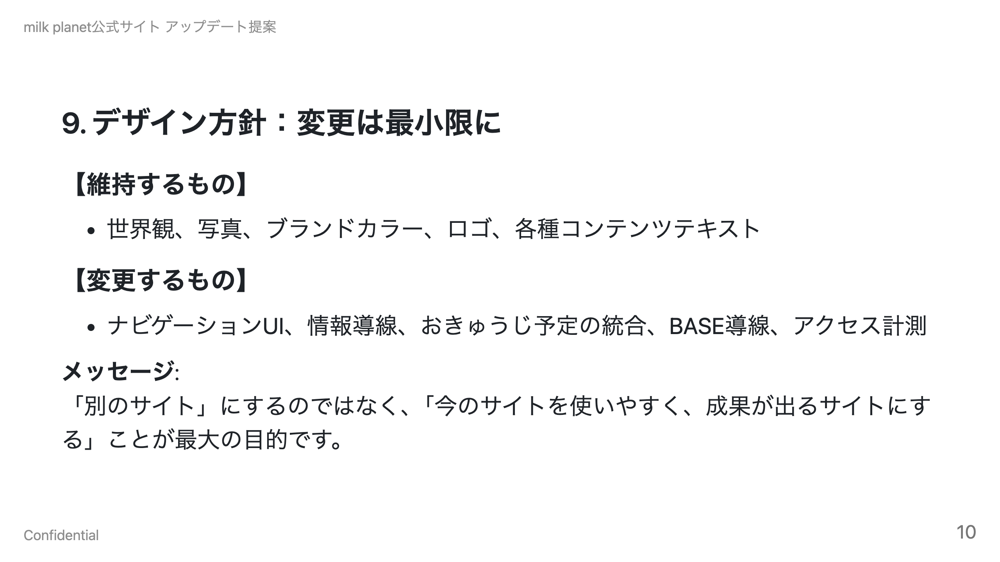 milk planet公式サイト アップデート提案
9. デザイン方針：変更は最小限に
【維持するもの】
• 世界観、写真、ブランドカラー、ロゴ、各種コンテンツテキスト
【変更するもの】
• ナビゲーションUI、情報導線、おきゅうじ予定の統合、BASE導線、アクセス計測
メッセージ:
「別のサイト」にするのではなく、「今のサイトを使いやすく、成果が出るサイトにす
る」ことが最大の目的です。
Confidential
10